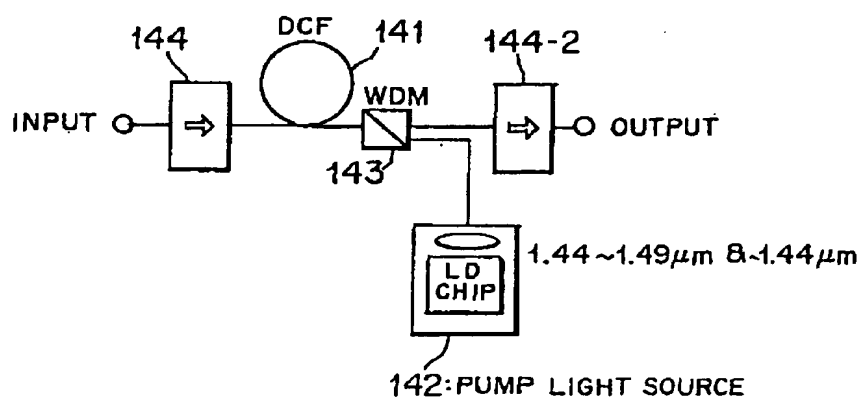 144
DCF
141
144-2
WDM
INPUT
OUTPUT
143
1.44~1.49μm &~1.44μm
LD
CHIP
142:PUMP LIGHT SOURCE